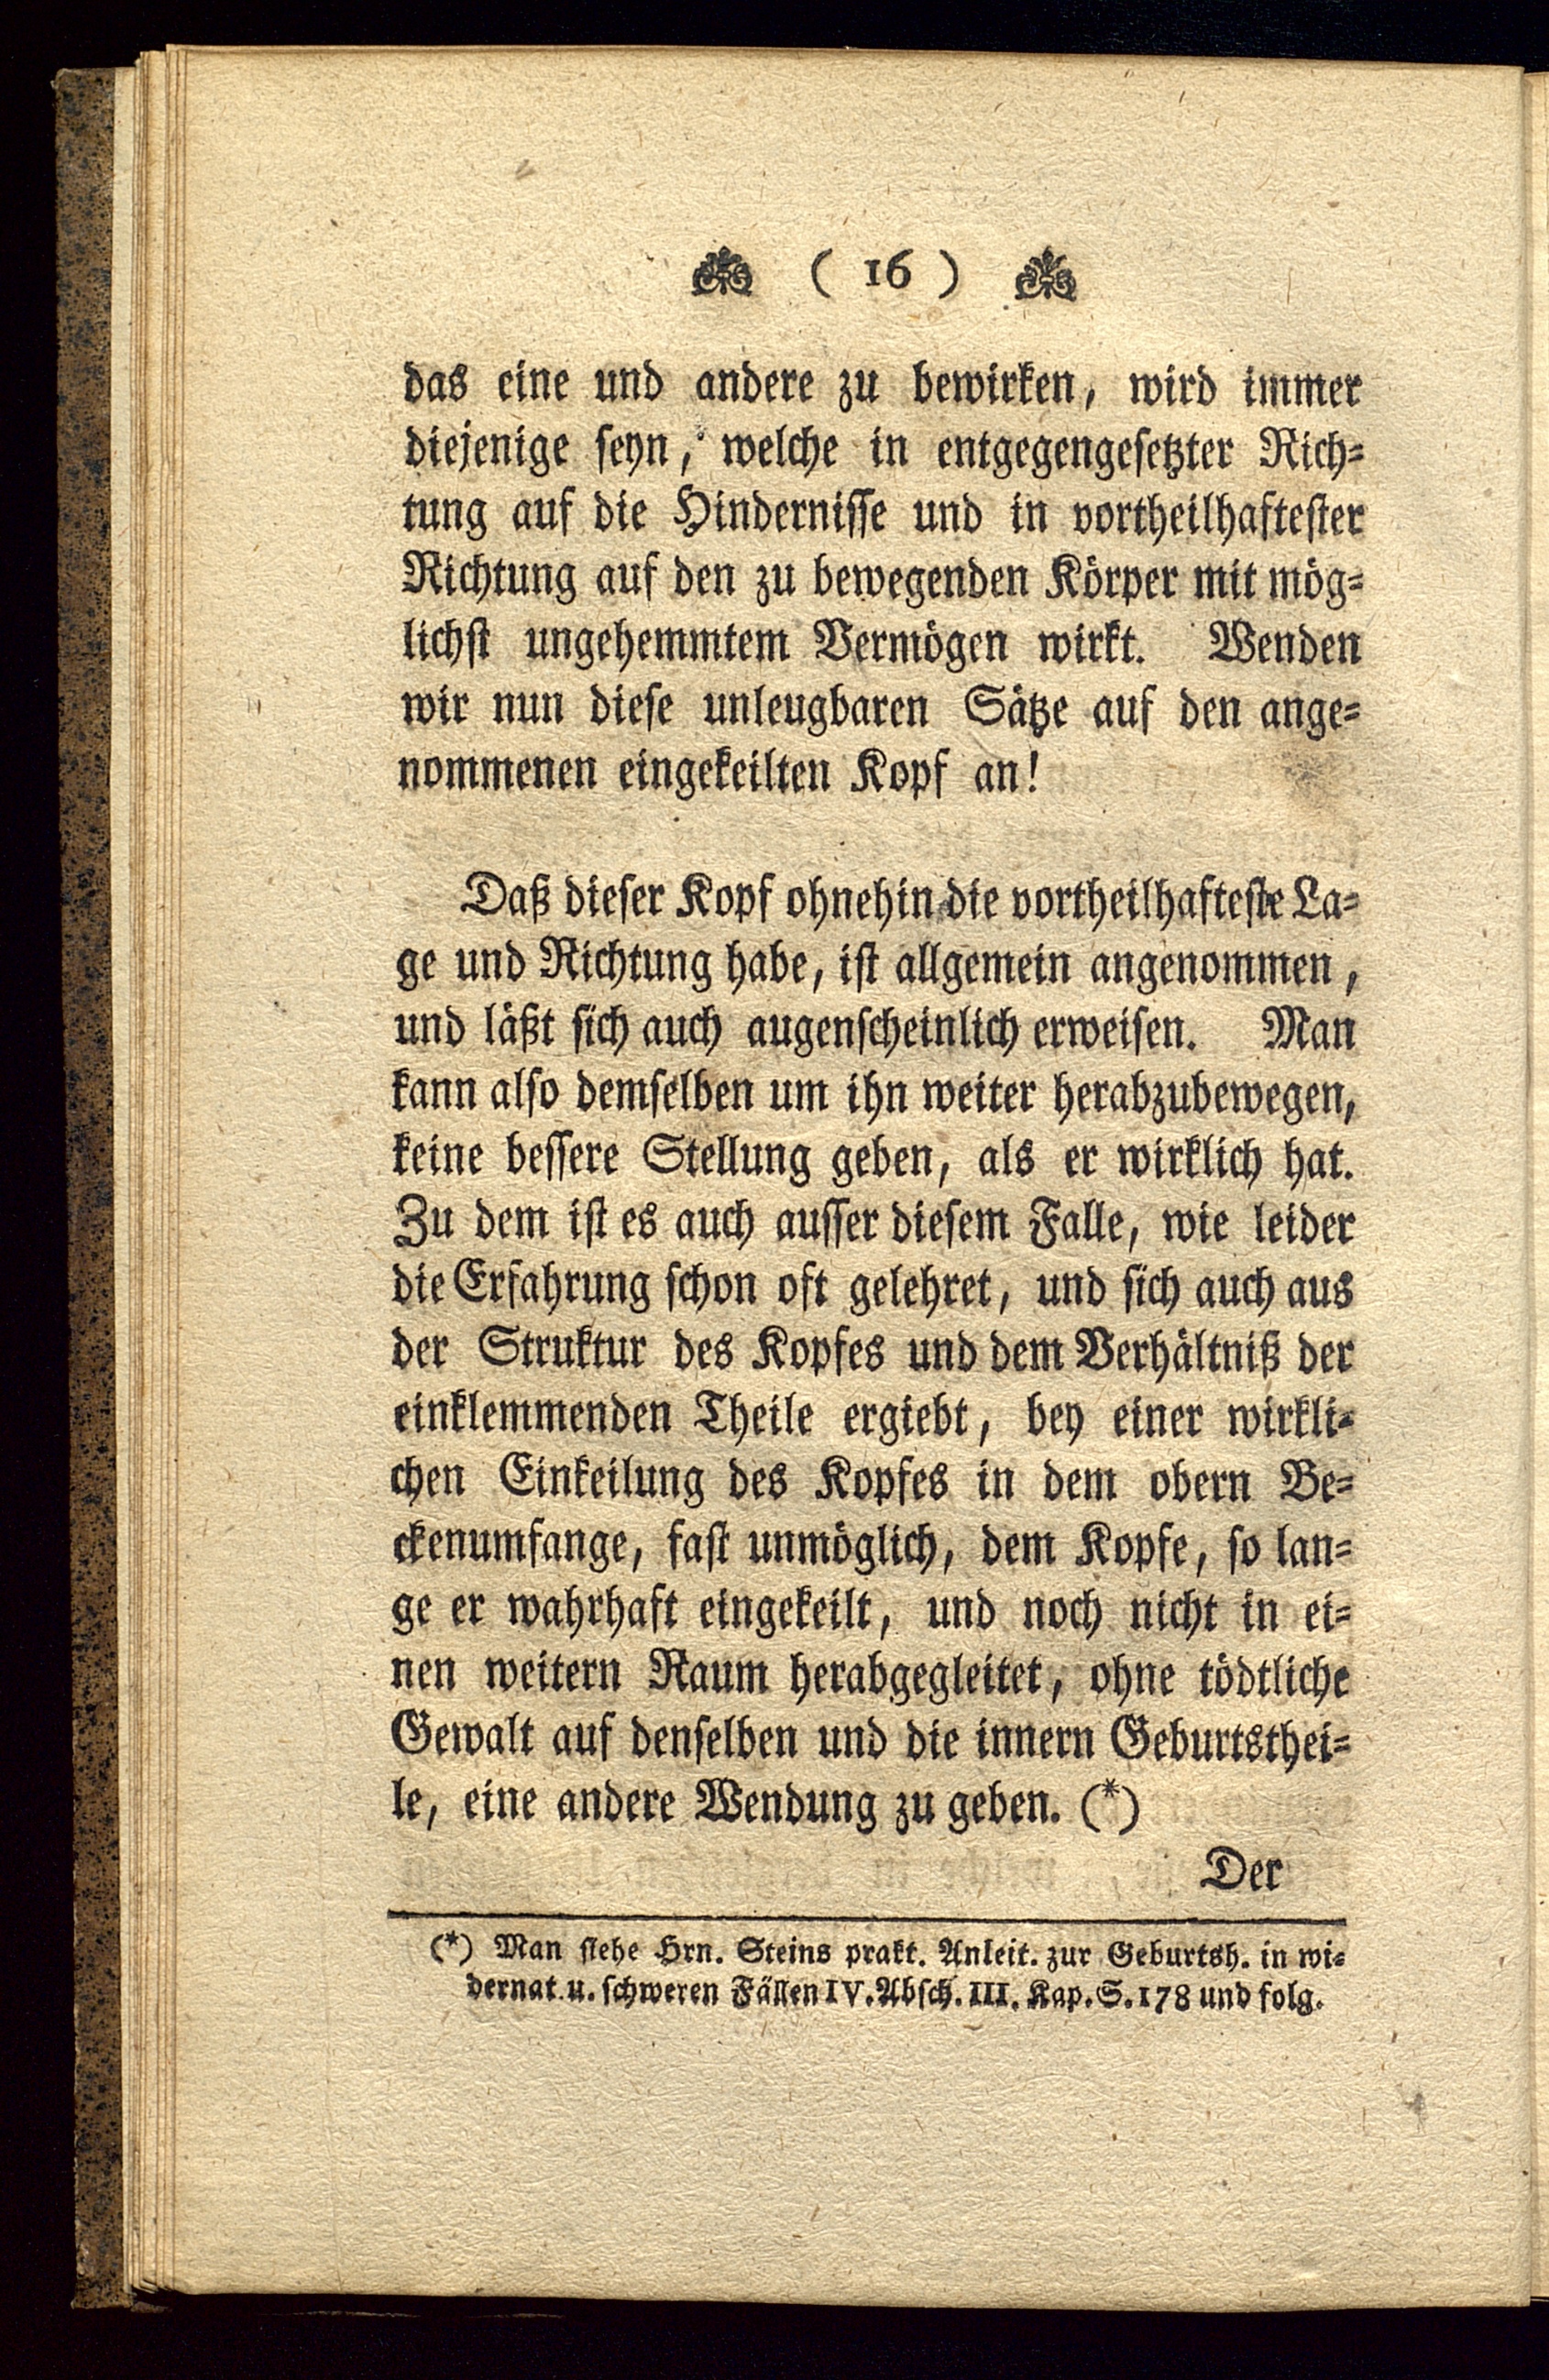 ( 16 )
das eine und andere zu bewirken, wird immer
diejenige seyn, welche in entgegengesetzter Rich=
tung auf die Hindernisse und in vortheilhaftester
Richtung auf den zu bewegenden Körper mit mög=
lichst ungehemmtem Vermögen wirkt. Wenden
wir nun diese unleugbaren Sätze auf den ange=
nommenen eingekeilten Kopf an!
Daß dieser Kopf ohnehin die vortheilhafteste La=
ge und Richtung habe, ist allgemein angenommen,
und läßt sich auch augenscheinlich erweisen. Man
kann also demselben um ihn weiter herabzubewegen,
keine bessere Stellung geben, als er wirklich hat.
Zu dem ist es auch ausser diesem Falle, wie leider
die Erfahrung schon oft gelehret, und sich auch aus
der Struktur des Kopfes und dem Verhältniß der
einklemmenden Theile ergiebt, bey einer wirkli=
chen Einkeilung des Kopfes in dem obern Be=
ckenumfange, fast unmöglich, dem Kopfe, so lan=
ge er wahrhaft eingekeilt, und noch nicht in ei=
nen weitern Raum herabgegleitet, ohne tödtliche
Gewalt auf denselben und die innern Geburtsthei=
le, eine andere Wendung zu geben. (*)
Der
(*) Man siehe Hrn. Steins prakt. Anleit. zur Geburtsh. in wi=
dernat. u. schweren Fällen IV. Absch. III. Kap. S. 178 und folg.